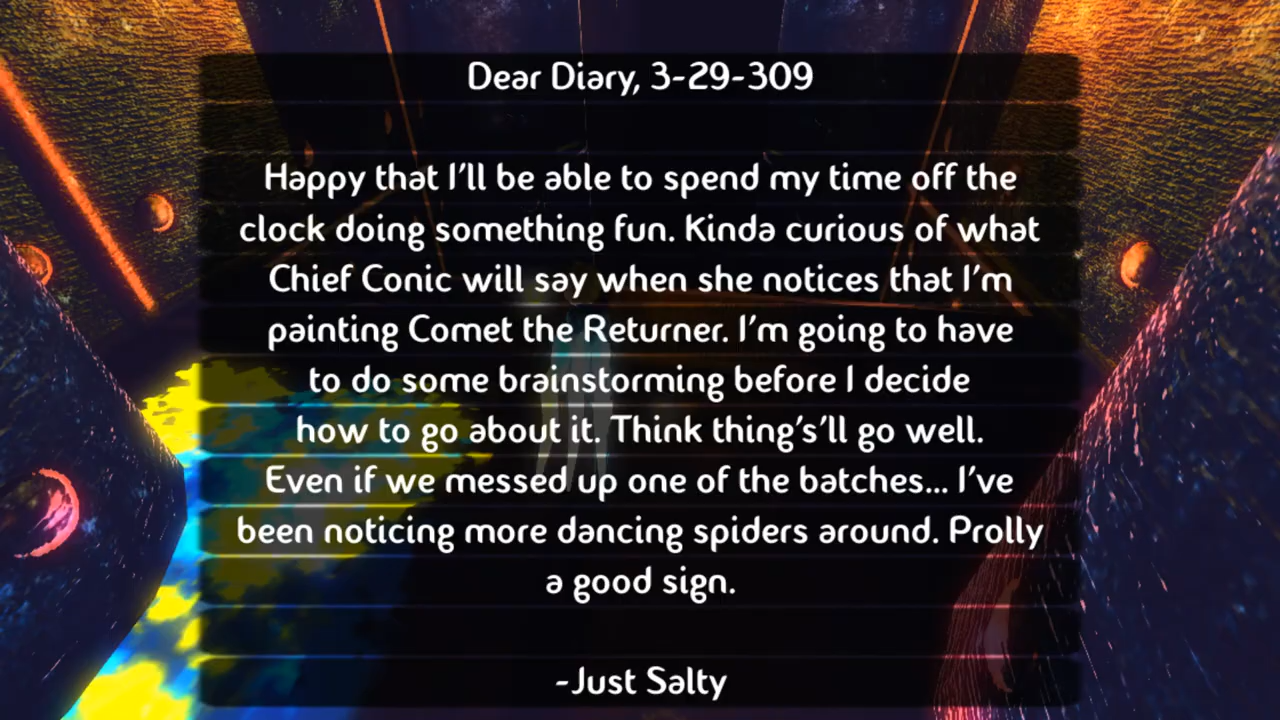 Dear Diary, 3-29-309
Happy that I'll be able to spend my time off the
clock doing something fun. Kinda curious of what
Chief Conic will say when she notices that I'm
painting Comet the Returner. I'm going to have
to do some brainstorming before I decide
how to go about it. Think thing's'll go well.
Even if we messed up one of the batches... I've
been noticing more dancing spiders around. Prolly
a good sign.
-Just Salty